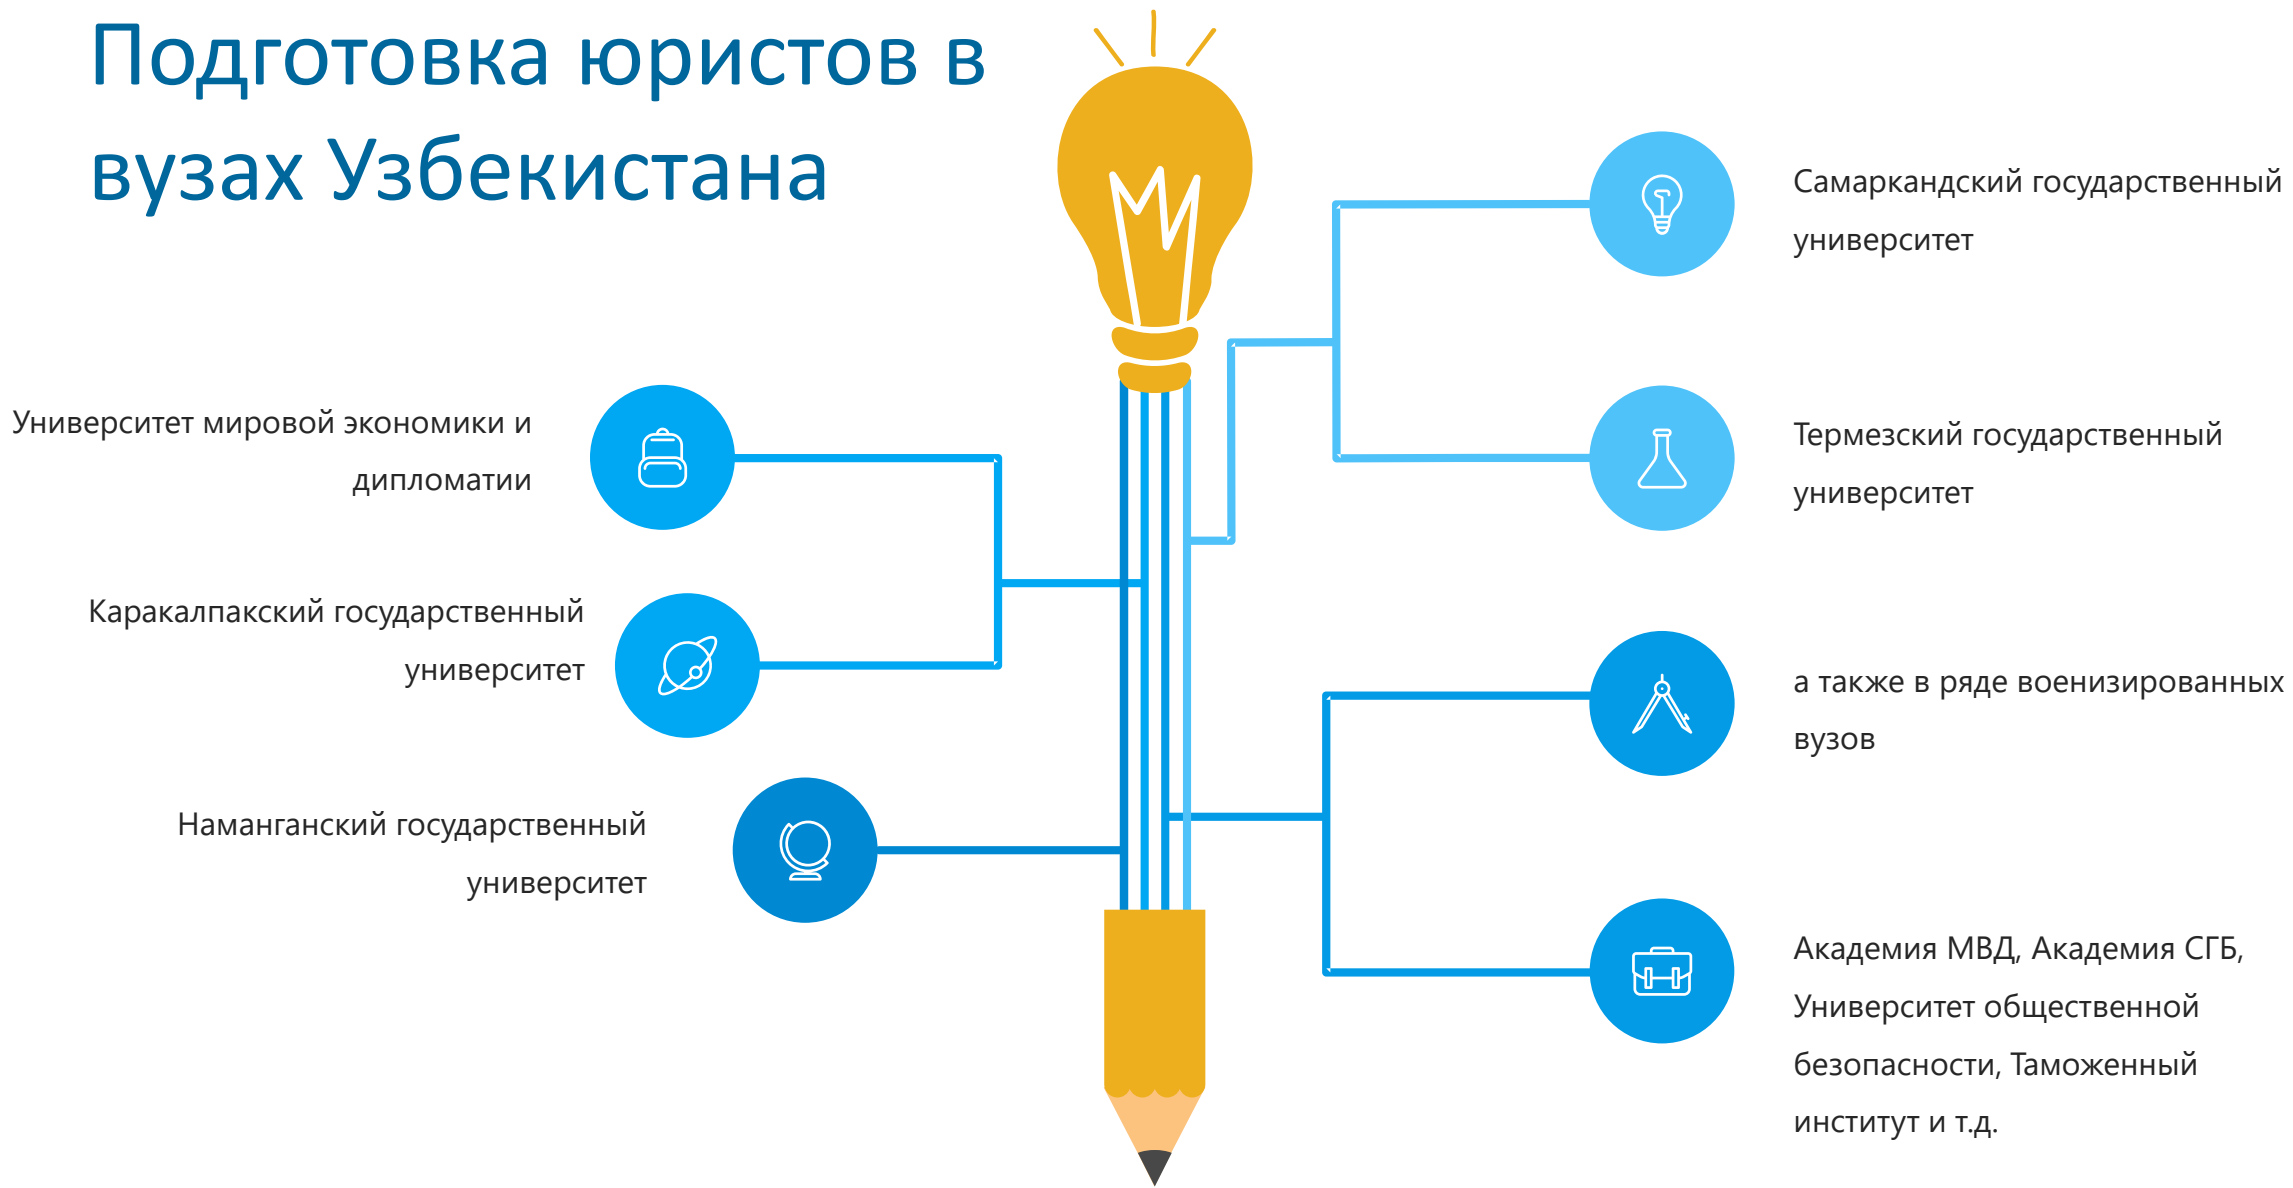 Подготовка юристов в
вузах Узбекистана
Университет мировой экономики и
дипломатии
Каракалпакский государственный
университет
Наманганский государственный
университет
Самаркандский государственный
университет
Термезский государственный
университет
а также в ряде военизированных
вузов
Академия МВД, Академия СГБ,
Университет общественной
безопасности, Таможенный
институт и т.д.